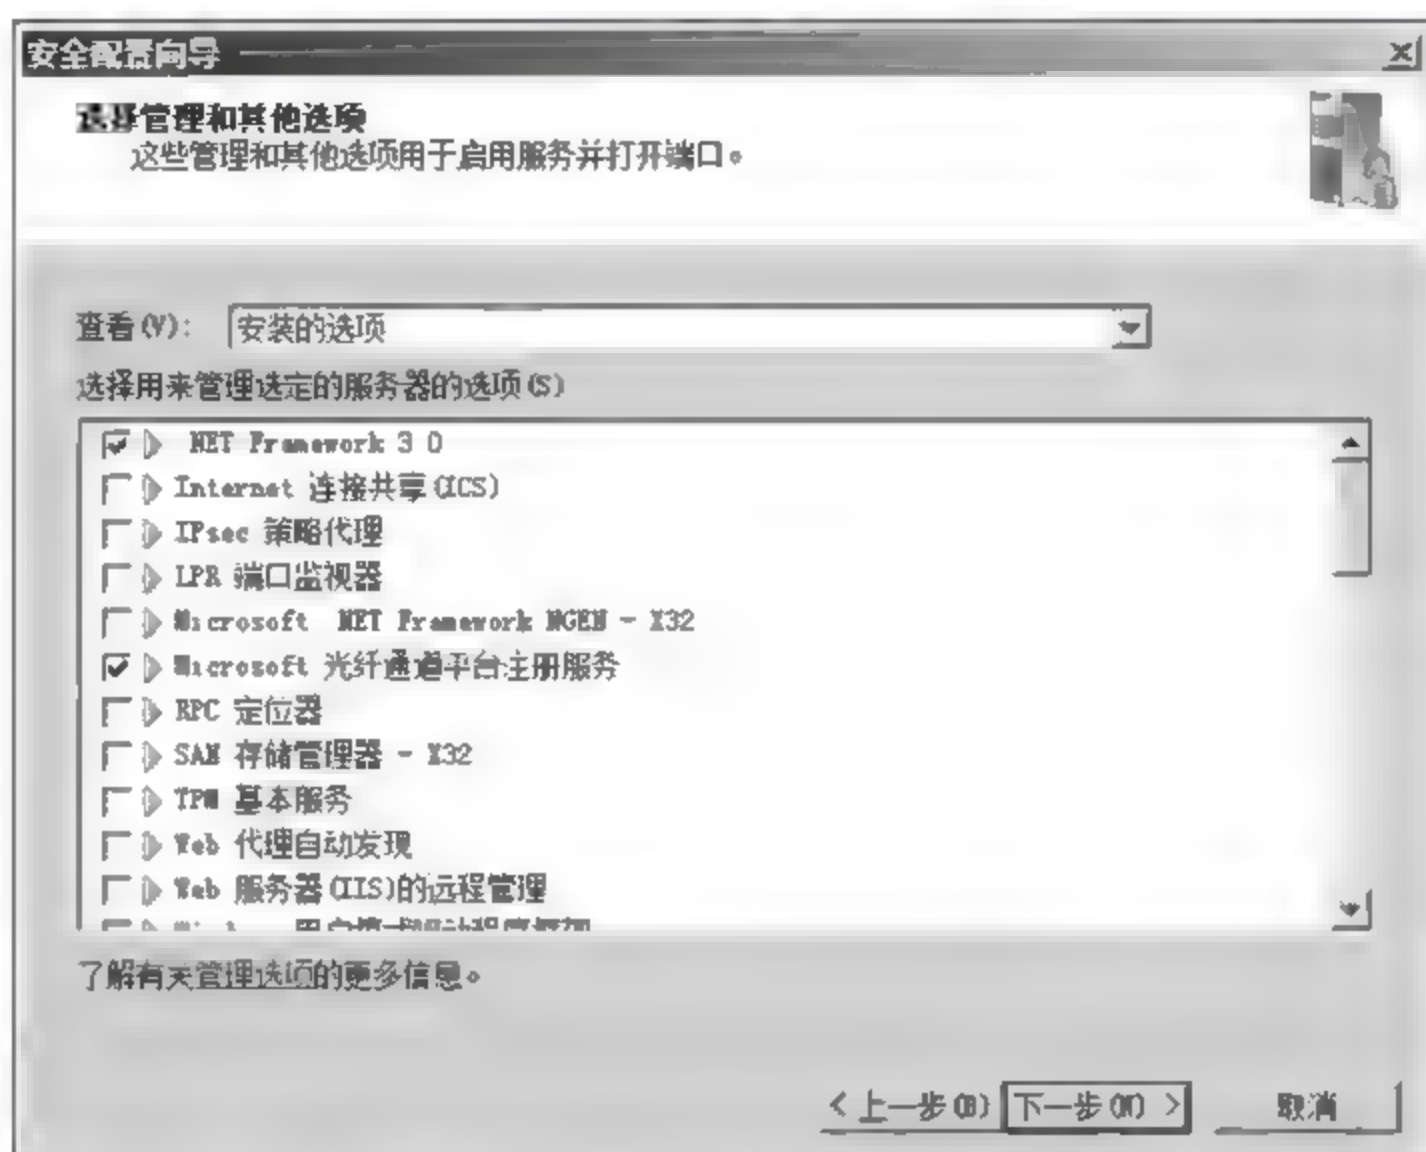 安全配置向导
选择管理和其他选项
这些管理和其他选项用于启用服务并打开端口。
查看(V): 安装的选项
选择用来管理选定的服务器的选项(S)
NET Framework 3 0
Internet 连接共享(ICS)
IPsec 策略代理
LPR 端口监视器
Microsoft NET Framework NGEN - X32
Microsoft 光纤通道平台注册服务
RPC 定位器
SAN 存储管理器 - X32
TPM 基本服务
Web 代理自动发现
Web 服务器(IIS)的远程管理
了解有关管理选项的更多信息。
< 上一步(B) 下一步(N) > 取消